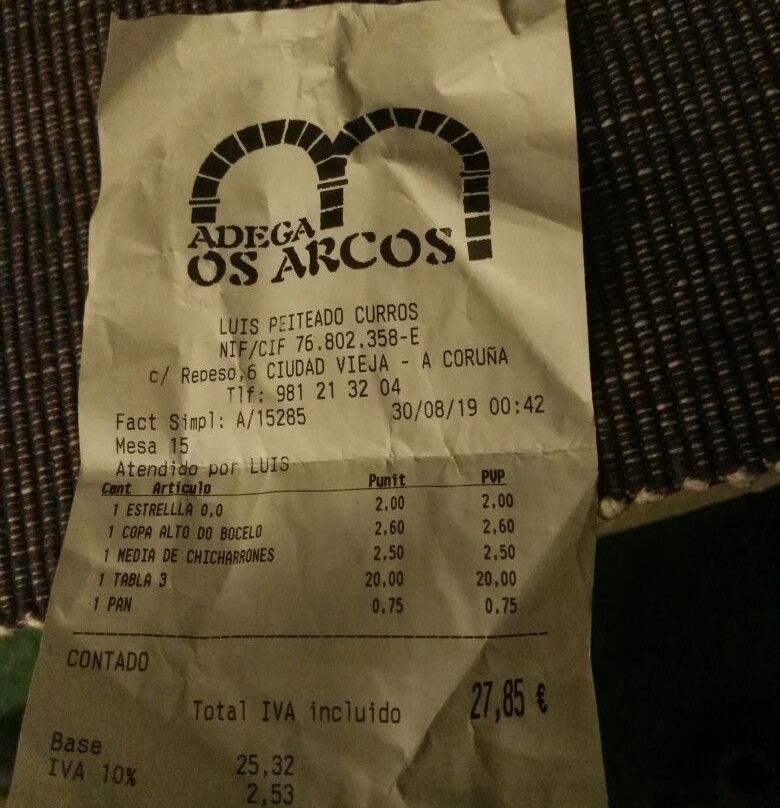 ADEGA
OS ARCOS
LUIS PEITEADO CURROS
NIF/CIF 76.802.358-E
c/ Repeso,6 CIUDAD VIEJA - A CORUÑA
Tlf: 981 21 32 04
Fact Simpl: A/15285 30/08/19 00:42
Mesa 15
Atendido por LUIS
Cant Artículo Punit PVP
1 ESTRELLLA 0,0 2,00 2,00
1 COPA ALTO DO BOCELO 2,60 2,60
1 MEDIA DE CHICHARRONES 2,50 2,50
1 TABLA 3 20,00 20,00
1 PAN 0,75 0,75
CONTADO
Total IVA incluido 27,85 €
Base 25,32
IVA 10% 2,53